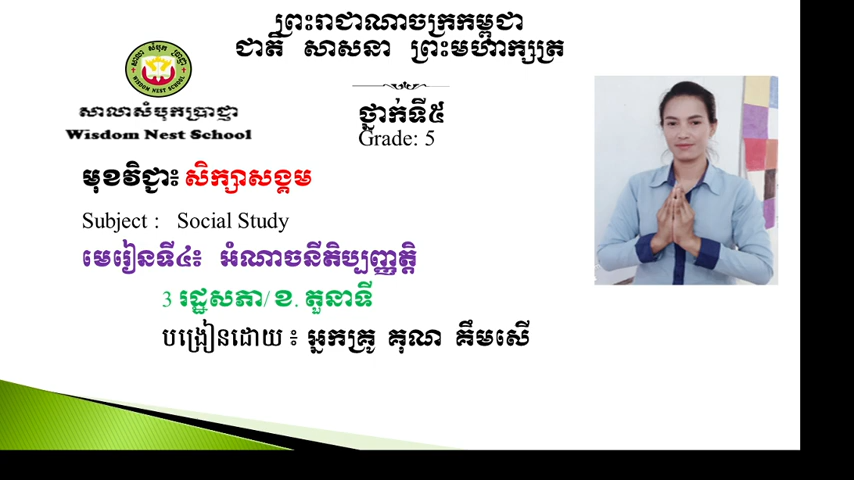 ព្រះរាជាណាចក្រកម្ពុជា
ជាតិ សាសនា ព្រះមហាក្សត្រ
WISDOM NEST SCHOOL
សាលាសំបុកប្រាជ្ញា
Wisdom Nest School
ថ្នាក់ទី៥
Grade: 5
មុខវិជ្ជា៖ សិក្សាសង្គម
Subject : Social Study
មេរៀនទី៤៖ អំណាចនីតិប្បញ្ញត្តិ
3 រដ្ឋសភា/ ខ. តួនាទី
បង្រៀនដោយ ៖ អ្នកគ្រូ គុណ គឹមសើ